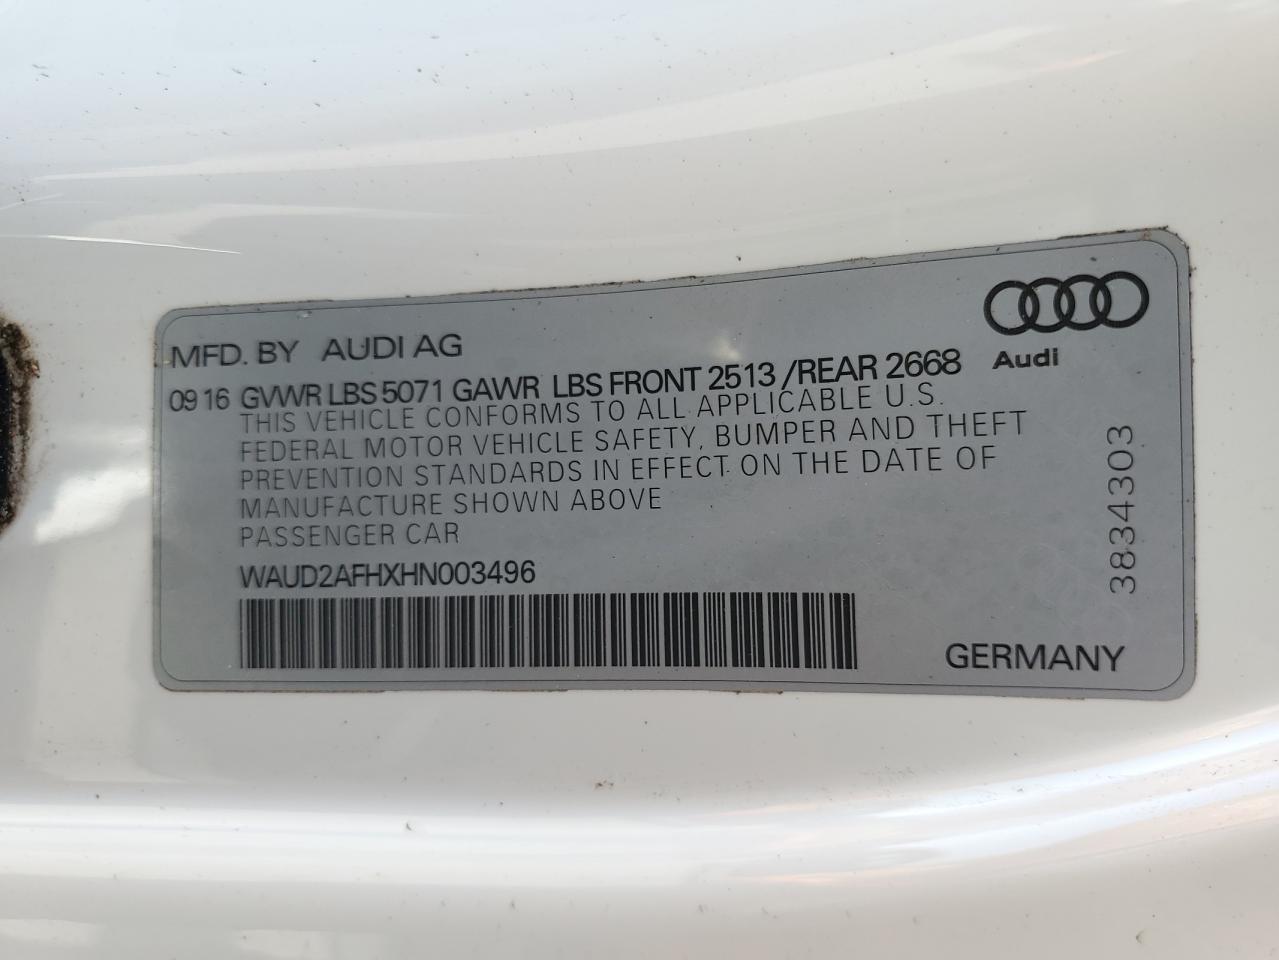 MFD. BY AUDI AG
Audi
09 16 GVWR LBS 5071 GAWR LBS FRONT 2513 /REAR 2668
THIS VEHICLE CONFORMS TO ALL APPLICABLE U.S.
FEDERAL MOTOR VEHICLE SAFETY, BUMPER AND THEFT
PREVENTION STANDARDS IN EFFECT ON THE DATE OF
MANUFACTURE SHOWN ABOVE
PASSENGER CAR
WAUD2AFHXHN003496
3834303
GERMANY